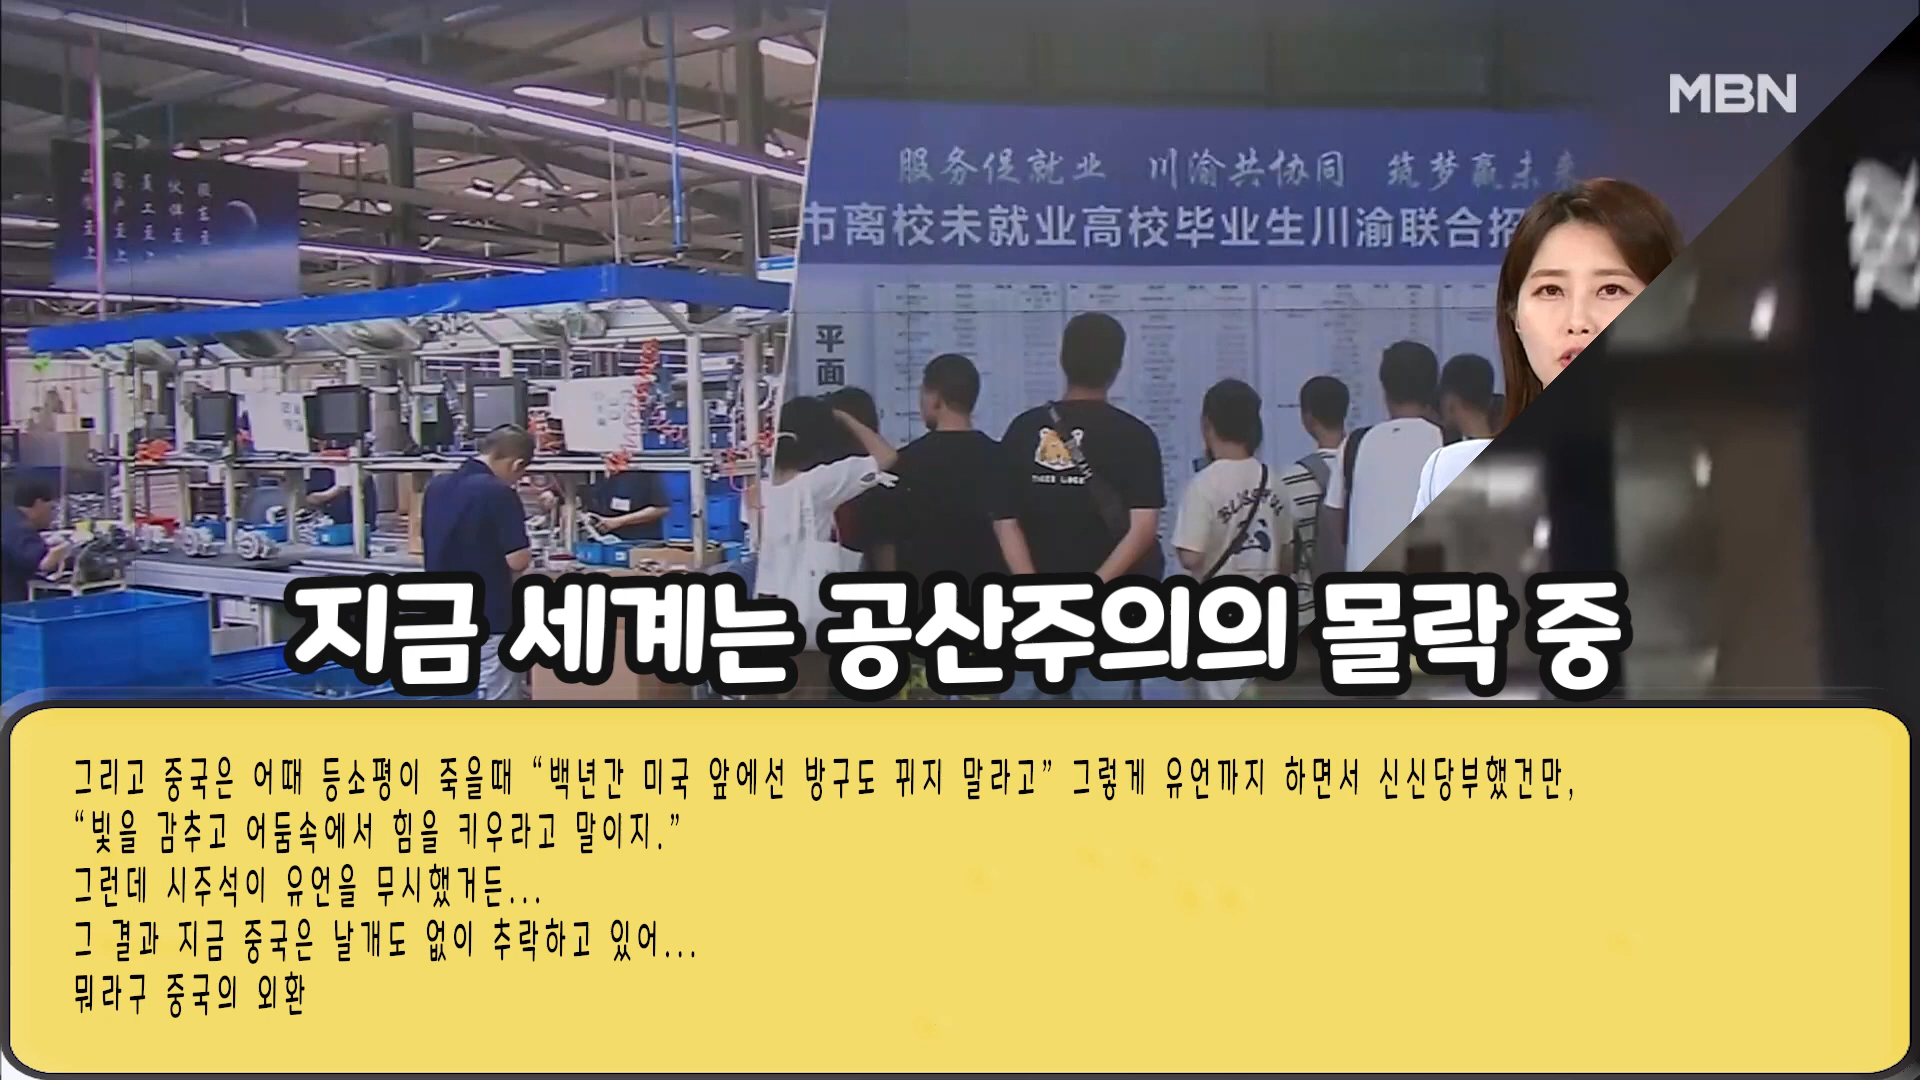 MBN
服务促就业 川渝共协同 筑梦赢未来
市离校未就业高校毕业生川渝联合招
平面
지금 세계는 공산주의의 몰락 중
그리고 중국은 어때 등소평이 죽을때 “백년간 미국 앞에선 방구도 뀌지 말라고” 그렇게 유언까지 하면서 신신당부했건만,
“빛을 감추고 어둠속에서 힘을 키우라고 말이지.”
그런데 시주석이 유언을 무시했거든...
그 결과 지금 중국은 날개도 없이 추락하고 있어...
뭐라구 중국의 외환